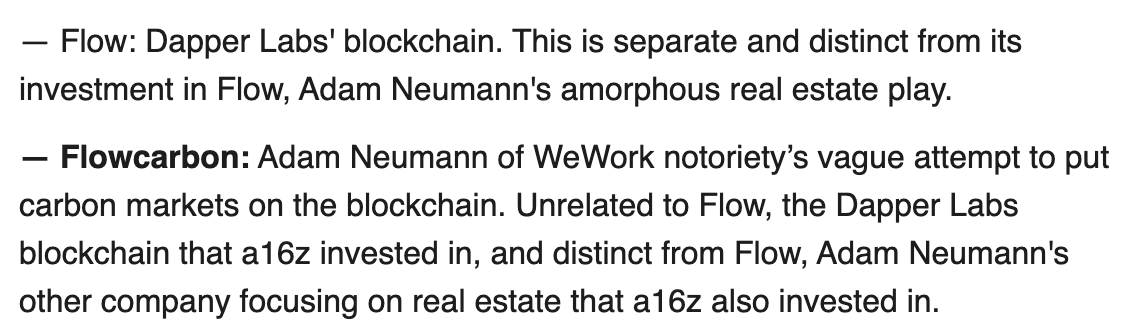 — Flow: Dapper Labs' blockchain. This is separate and distinct from its
investment in Flow, Adam Neumann's amorphous real estate play.
— Flowcarbon: Adam Neumann of WeWork notoriety’s vague attempt to put
carbon markets on the blockchain. Unrelated to Flow, the Dapper Labs
blockchain that a16z invested in, and distinct from Flow, Adam Neumann's
other company focusing on real estate that a16z also invested in.